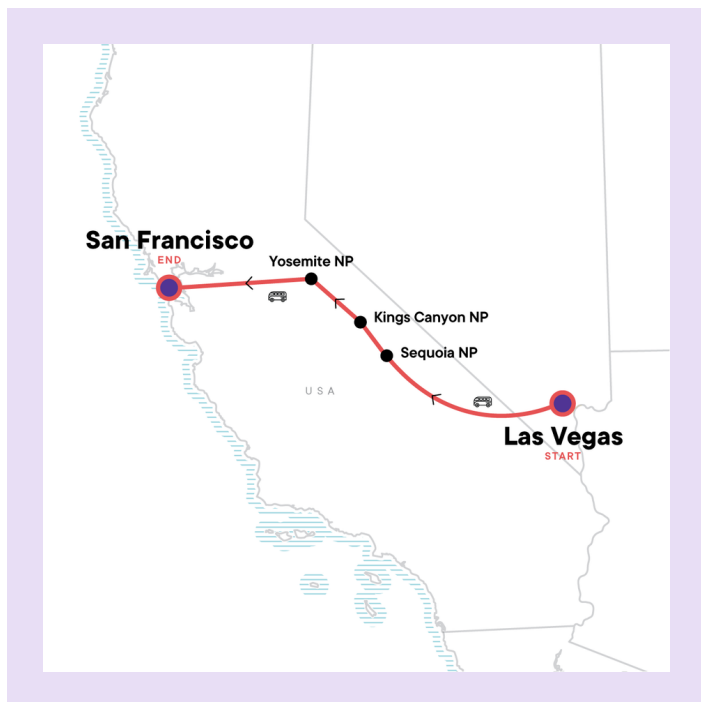 San Francisco
END
Yosemite NP
Kings Canyon NP
Sequoia NP
USA
Las Vegas
START